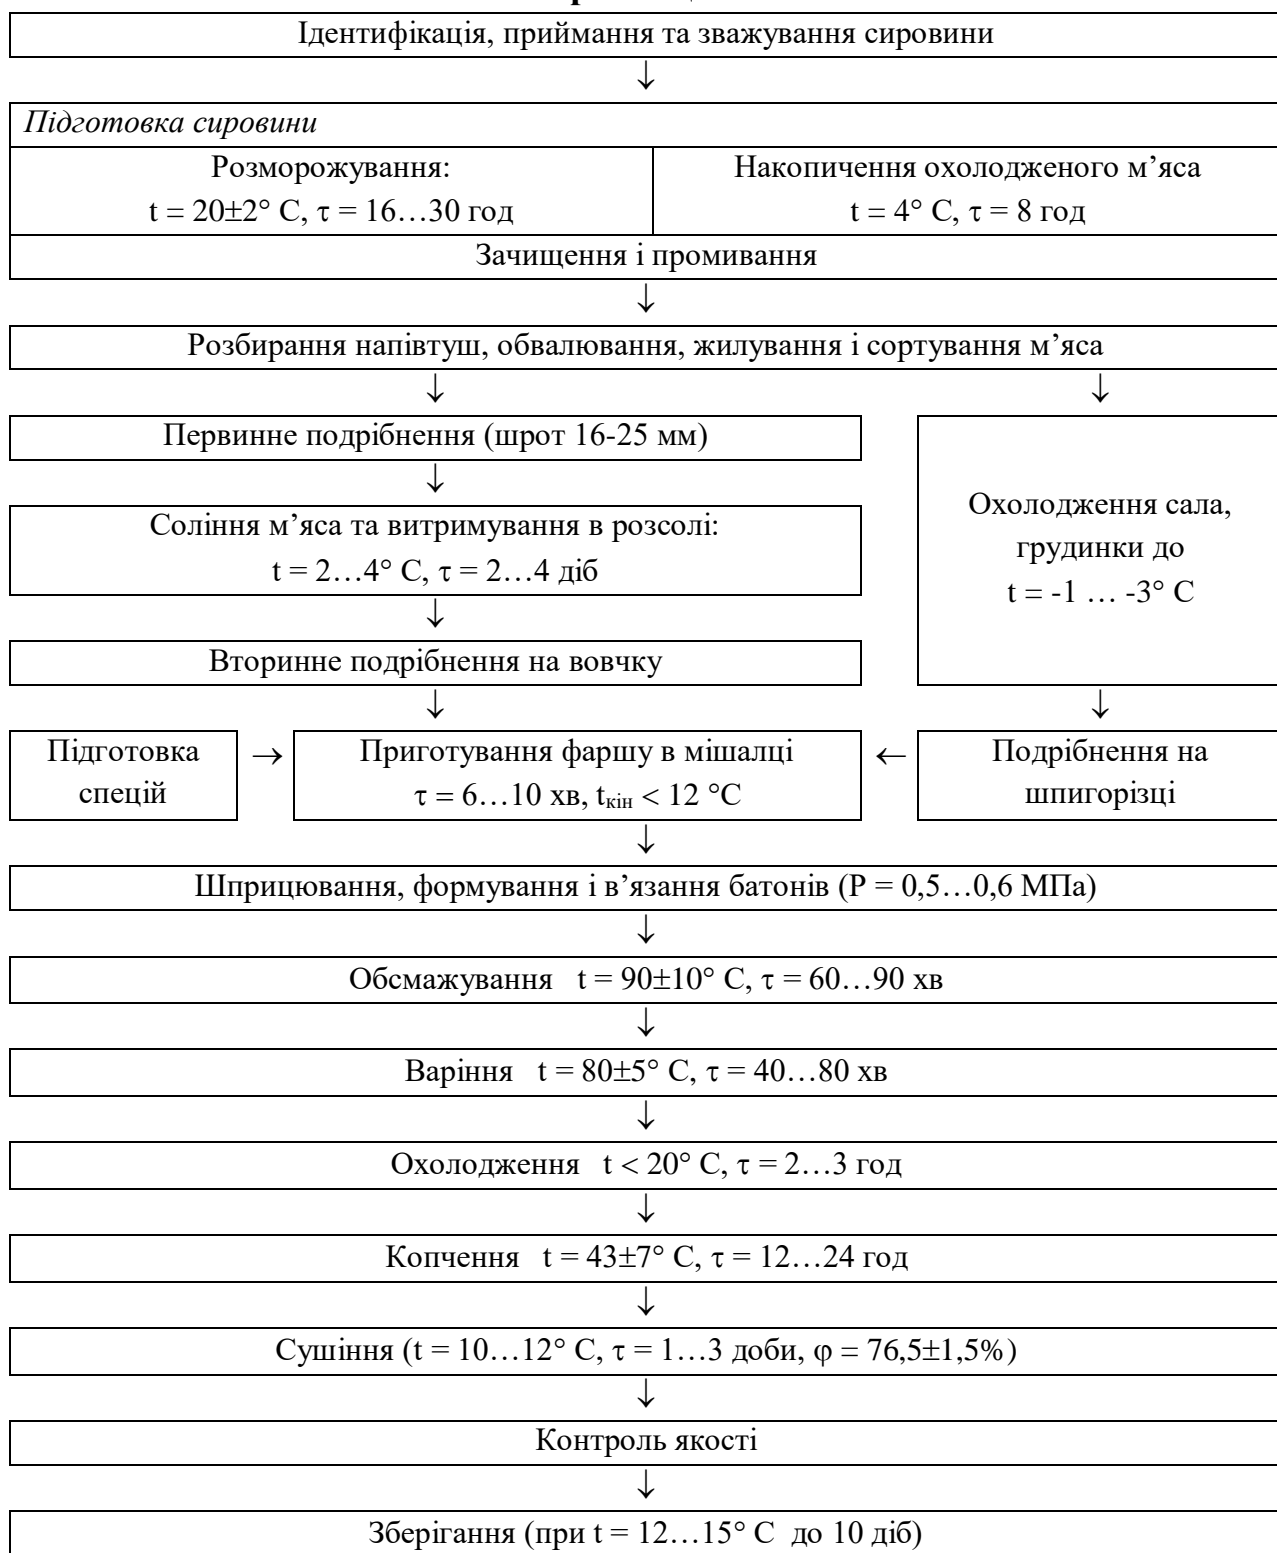 Ідентифікація, приймання та зважування сировини
↓
Підготовка сировини
Розморожування:
t = 20±2° С, τ = 16…30 год
Накопичення охолодженого м’яса
t = 4° С, τ = 8 год
Зачищення і промивання
↓
Розбирання напівтуш, обвалювання, жилування і сортування м’яса
↓ ↓
Первинне подрібнення (шрот 16-25 мм)
↓
Соління м’яса та витримування в розсолі:
t = 2…4° С, τ = 2…4 діб
↓
Вторинне подрібнення на вовчку
↓
Охолодження сала,
грудинки до
t = -1 … -3° С
↓
Підготовка
спецій
→
Приготування фаршу в мішалці
τ = 6…10 хв, tкін < 12 °С
←
Подрібнення на
шпигорізці
↓
Шприцювання, формування і в’язання батонів (Р = 0,5…0,6 МПа)
↓
Обсмажування t = 90±10° С, τ = 60…90 хв
↓
Варіння t = 80±5° С, τ = 40…80 хв
↓
Охолодження t < 20° С, τ = 2…3 год
↓
Копчення t = 43±7° С, τ = 12…24 год
↓
Сушіння (t = 10…12° С, τ = 1…3 доби, φ = 76,5±1,5%)
↓
Контроль якості
↓
Зберігання (при t = 12…15° С до 10 діб)